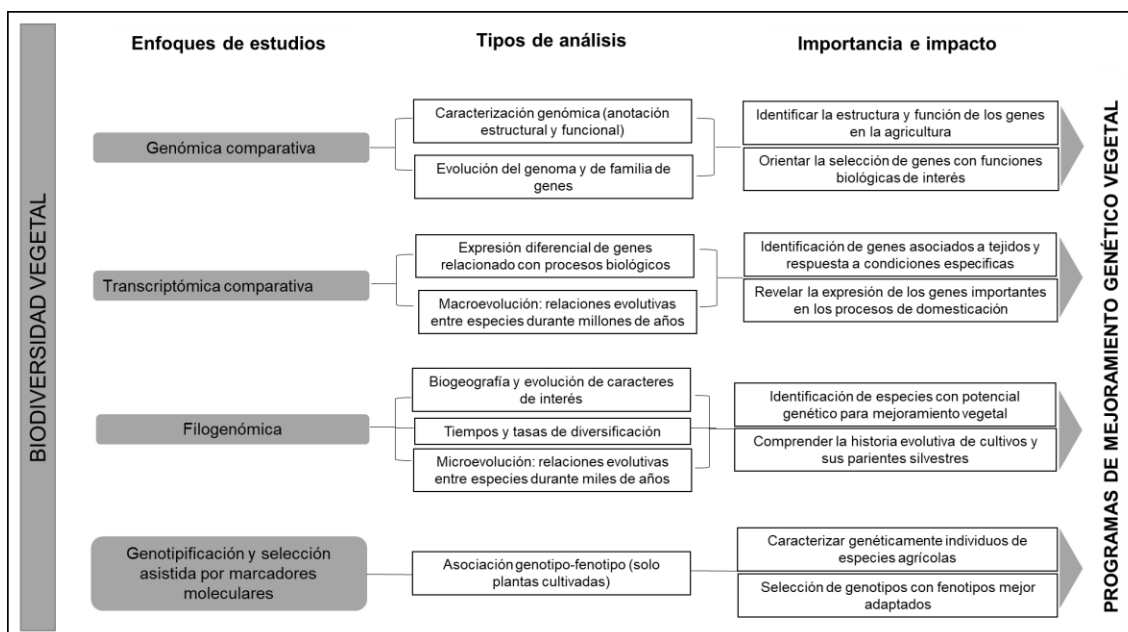 Enfoques de estudios
Tipos de análisis
Importancia e impacto
BIODIVERSIDAD VEGETAL
Genómica comparativa
Caracterización genómica (anotación
estructural y funcional)
Evolución del genoma y de familia de
genes
Identificar la estructura y función de los genes
en la agricultura
Orientar la selección de genes con funciones
biológicas de interés
Transcriptómica comparativa
Expresión diferencial de genes
relacionado con procesos biológicos
Macroevolución: relaciones evolutivas
entre especies durante millones de años
Identificación de genes asociados a tejidos y
respuesta a condiciones especificas
Revelar la expresión de los genes importantes
en los procesos de domesticación
Filogenómica
Biogeografía y evolución de caracteres
de interés
Tiempos y tasas de diversificación
Microevolución: relaciones evolutivas
entre especies durante miles de años
Identificación de especies con potencial
genético para mejoramiento vegetal
Comprender la historia evolutiva de cultivos y
sus parientes silvestres
Genotipificación y selección
asistida por marcadores
moleculares
Asociación genotipo-fenotipo (solo
plantas cultivadas)
Caracterizar genéticamente individuos de
especies agrícolas
Selección de genotipos con fenotipos mejor
adaptados
PROGRAMAS DE MEJORAMIENTO GENÉTICO VEGETAL